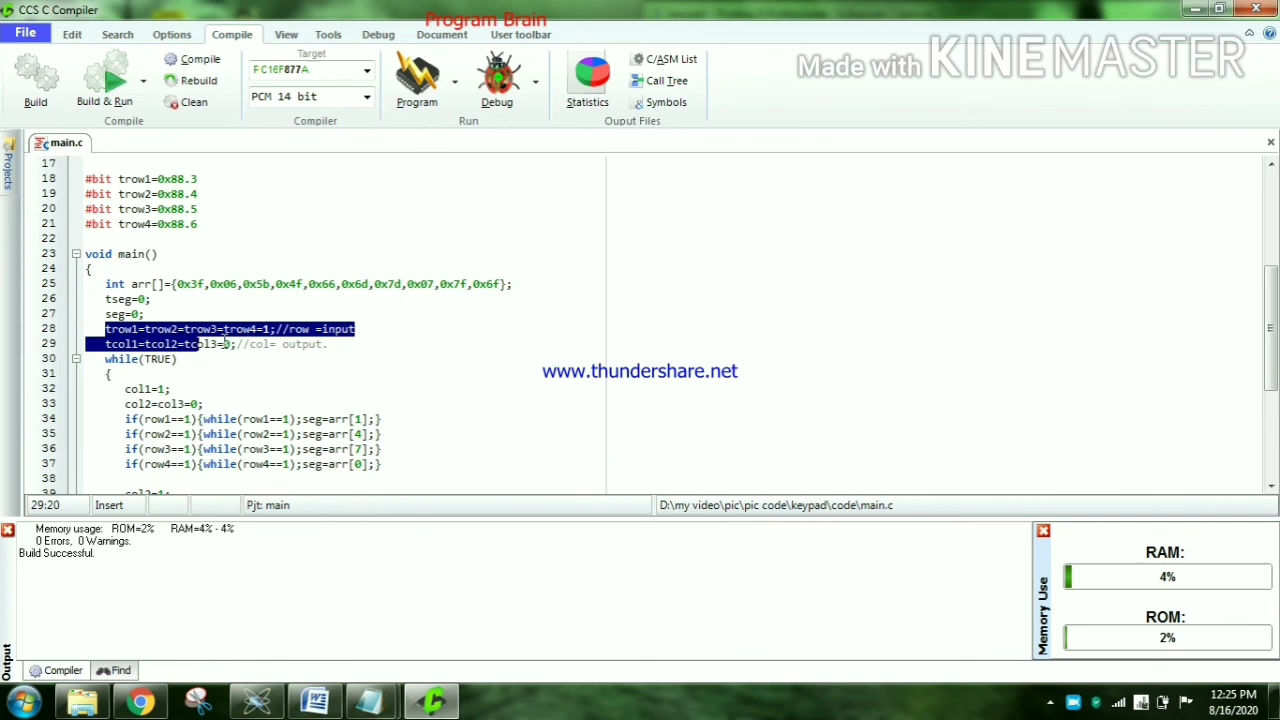 CCS C Compiler
Program Brain
File Edit Search Options Compile View Tools Debug Document User toolbar
Made with KINEMASTER
Build
Build & Run
Compile
Rebuild
Clean
Compile
Target
PCM 14 bit
Compiler
Program
Debug
Run
Statistics
C/ASM List
Call Tree
Symbols
Ouput Files
Projects
main.c
17
18 #bit trow1=0x88.3
19 #bit trow2=0x88.4
20 #bit trow3=0x88.5
21 #bit trow4=0x88.6
22
23 void main()
24 {
25 int arr[]={0x3f,0x06,0x5b,0x4f,0x66,0x6d,0x7d,0x07,0x7f,0x6f};
26 tseg=0;
27 seg=0;
28 trow1=trow2=trow3=trow4=1;//row =input
29 tcol1=tcol2=tcol3=0;//col= output.
30 while(TRUE)
31 {
32 col1=1;
33 col2=col3=0;
34 if(row1==1){while(row1==1);seg=arr[1];}
35 if(row2==1){while(row2==1);seg=arr[4];}
36 if(row3==1){while(row3==1);seg=arr[7];}
37 if(row4==1){while(row4==1);seg=arr[0];}
38
39 col2=1;
www.thundershare.net
29:20 Insert Pjt: main D:\my video\pic\pic code\keypad\code\main.c
Memory usage: ROM=2% RAM=4% - 4%
0 Errors, 0 Warnings.
Build Successful.
Output
Compiler Find
Memory Use
RAM:
4%
ROM:
2%
12:25 PM
8/16/2020